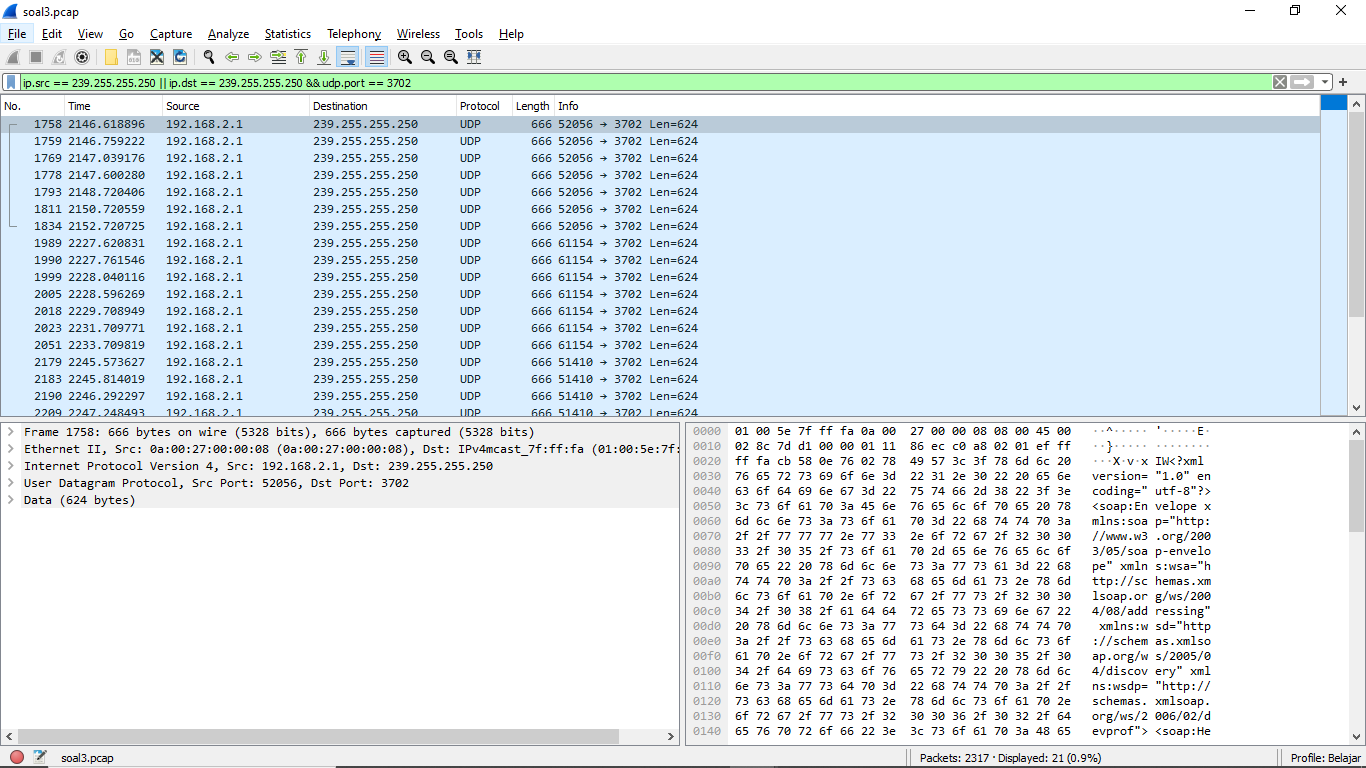 soal3.pcap
File Edit View Go Capture Analyze Statistics Telephony Wireless Tools Help
ip.src == 239.255.255.250 || ip.dst == 239.255.255.250 && udp.port == 3702
No. Time Source Destination Protocol Length Info
1758 2146.618896 192.168.2.1 239.255.255.250 UDP 666 52056 → 3702 Len=624
1759 2146.759222 192.168.2.1 239.255.255.250 UDP 666 52056 → 3702 Len=624
1769 2147.039176 192.168.2.1 239.255.255.250 UDP 666 52056 → 3702 Len=624
1778 2147.600280 192.168.2.1 239.255.255.250 UDP 666 52056 → 3702 Len=624
1793 2148.720406 192.168.2.1 239.255.255.250 UDP 666 52056 → 3702 Len=624
1811 2150.720559 192.168.2.1 239.255.255.250 UDP 666 52056 → 3702 Len=624
1834 2152.720725 192.168.2.1 239.255.255.250 UDP 666 52056 → 3702 Len=624
1989 2227.620831 192.168.2.1 239.255.255.250 UDP 666 61154 → 3702 Len=624
1990 2227.761546 192.168.2.1 239.255.255.250 UDP 666 61154 → 3702 Len=624
1999 2228.040116 192.168.2.1 239.255.255.250 UDP 666 61154 → 3702 Len=624
2005 2228.596269 192.168.2.1 239.255.255.250 UDP 666 61154 → 3702 Len=624
2018 2229.708949 192.168.2.1 239.255.255.250 UDP 666 61154 → 3702 Len=624
2023 2231.709771 192.168.2.1 239.255.255.250 UDP 666 61154 → 3702 Len=624
2051 2233.709819 192.168.2.1 239.255.255.250 UDP 666 61154 → 3702 Len=624
2179 2245.573627 192.168.2.1 239.255.255.250 UDP 666 51410 → 3702 Len=624
2183 2245.814019 192.168.2.1 239.255.255.250 UDP 666 51410 → 3702 Len=624
2190 2246.292297 192.168.2.1 239.255.255.250 UDP 666 51410 → 3702 Len=624
2209 2247.248493 192.168.2.1 239.255.255.250 UDP 666 51410 → 3702 Len=624
Frame 1758: 666 bytes on wire (5328 bits), 666 bytes captured (5328 bits)
Ethernet II, Src: 0a:00:27:00:00:08 (0a:00:27:00:00:08), Dst: IPv4mcast_7f:ff:fa (01:00:5e:7f:
Internet Protocol Version 4, Src: 192.168.2.1, Dst: 239.255.255.250
User Datagram Protocol, Src Port: 52056, Dst Port: 3702
Data (624 bytes)
0000 01 00 5e 7f ff fa 0a 00 27 00 00 08 08 00 45 00 ··^····· '·····E·
0010 02 8c 7d d1 00 00 01 11 86 ec c0 a8 02 01 ef ff ··}····· ········
0020 ff fa cb 58 0e 76 02 78 49 57 3c 3f 78 6d 6c 20 ···X·v·x IW<?xml
0030 76 65 72 73 69 6f 6e 3d 22 31 2e 30 22 20 65 6e version= "1.0" en
0040 63 6f 64 69 6e 67 3d 22 75 74 66 2d 38 22 3f 3e coding=" utf-8"?>
0050 3c 73 6f 61 70 3a 45 6e 76 65 6c 6f 70 65 20 78 <soap:En velope x
0060 6d 6c 6e 73 3a 73 6f 61 70 3d 22 68 74 74 70 3a mlns:soa p="http:
0070 2f 2f 77 77 77 2e 77 33 2e 6f 72 67 2f 32 30 30 //www.w3 .org/200
0080 33 2f 30 35 2f 73 6f 61 70 2d 65 6e 76 65 6c 6f 3/05/soa p-envelo
0090 70 65 22 20 78 6d 6c 6e 73 3a 77 73 61 3d 22 68 pe" xmln s:wsa="h
00a0 74 74 70 3a 2f 2f 73 63 68 65 6d 61 73 2e 78 6d ttp://sc hemas.xm
00b0 6c 73 6f 61 70 2e 6f 72 67 2f 77 73 2f 32 30 30 lsoap.or g/ws/200
00c0 34 2f 30 38 2f 61 64 64 72 65 73 73 69 6e 67 22 4/08/add ressing"
00d0 20 78 6d 6c 6e 73 3a 77 73 64 3d 22 68 74 74 70 xmlns:w sd="http
00e0 3a 2f 2f 73 63 68 65 6d 61 73 2e 78 6d 6c 73 6f ://schem as.xmlso
00f0 61 70 2e 6f 72 67 2f 77 73 2f 32 30 30 35 2f 30 ap.org/w s/2005/0
0100 34 2f 64 69 73 63 6f 76 65 72 79 22 20 78 6d 6c 4/discov ery" xml
0110 6e 73 3a 77 73 64 70 3d 22 68 74 74 70 3a 2f 2f ns:wsdp= "http://
0120 73 63 68 65 6d 61 73 2e 78 6d 6c 73 6f 61 70 2e schemas. xmlsoap.
0130 6f 72 67 2f 77 73 2f 32 30 30 36 2f 30 32 2f 64 org/ws/2 006/02/d
0140 65 76 70 72 6f 66 22 3e 3c 73 6f 61 70 3a 48 65 evprof"> <soap:He
soal3.pcap
Packets: 2317 · Displayed: 21 (0.9%)
Profile: Belajar